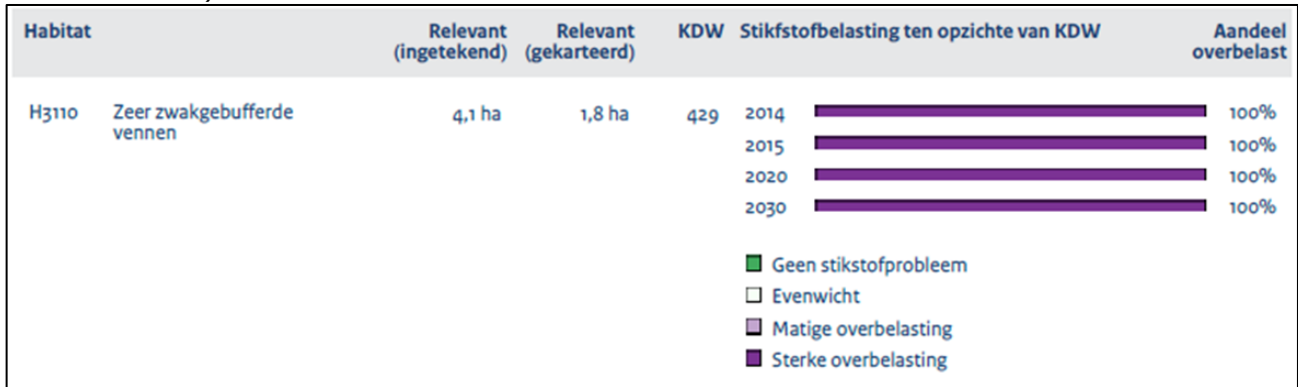 Habitat Relevant (ingetekend) Relevant (gekarteerd) KDW Stikfstofbelasting ten opzichte van KDW Aandeel overbelast
H3110 Zeer zwakgebufferde vennen 4,1 ha 1,8 ha 429 2014 100%
2015 100%
2020 100%
2030 100%
Geen stikstofprobleem
Evenwicht
Matige overbelasting
Sterke overbelasting